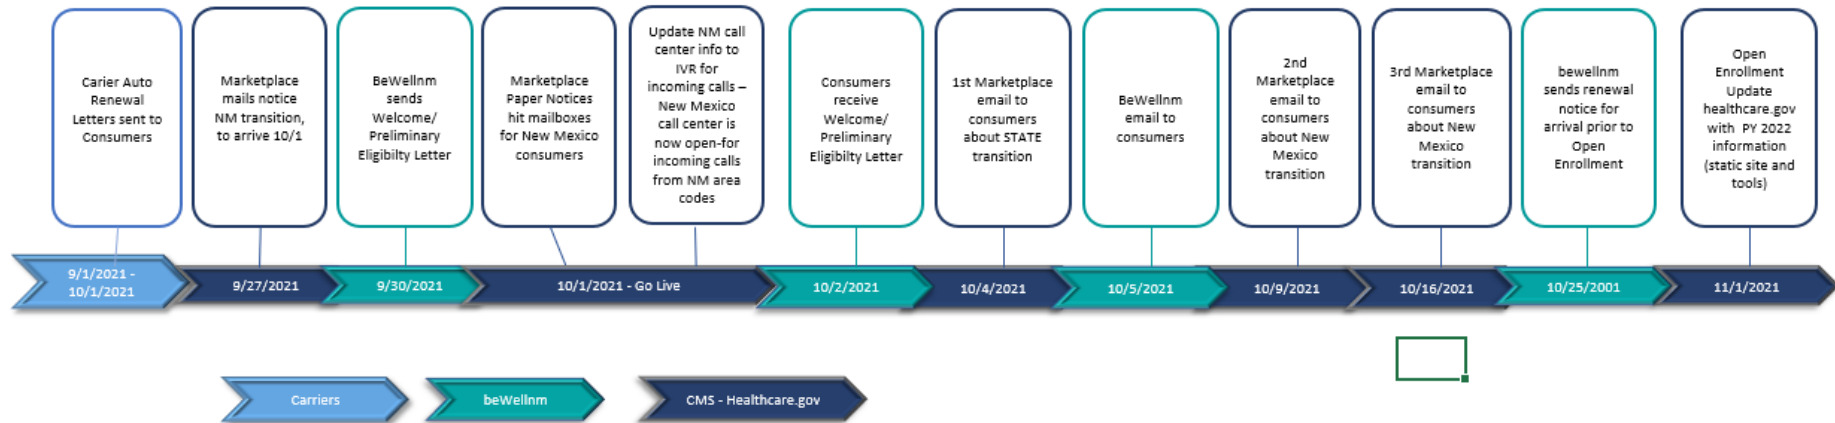 Carier Auto
Renewal
Letters sent to
Consumers
Marketplace
mails notice
NM transition,
to arrive 10/1
BeWellnm
sends
Welcome/
Preliminary
Eligibilty Letter
Marketplace
Paper Notices
hit mailboxes
for New Mexico
consumers
Update NM call
center info to
IVR for
incoming calls –
New Mexico
call center is
now open-for
incoming calls
from NM area
codes
Consumers
receive
Welcome/
Preliminary
Eligibilty Letter
1st Marketplace
email to
consumers
about STATE
transition
BeWellnm
email to
consumers
2nd
Marketplace
email to
consumers
about New
Mexico
transition
3rd Marketplace
email to
consumers
about New
Mexico
transition
bewellnm
sends renewal
notice for
arrival prior to
Open
Enrollment
Open
Enrollment
Update
healthcare.gov
with PY 2022
information
(static site and
tools)
9/1/2021 -
10/1/2021
9/27/2021
9/30/2021
10/1/2021 - Go Live
10/2/2021
10/4/2021
10/5/2021
10/9/2021
10/16/2021
10/25/2001
11/1/2021
Carriers
beWellnm
CMS - Healthcare.gov